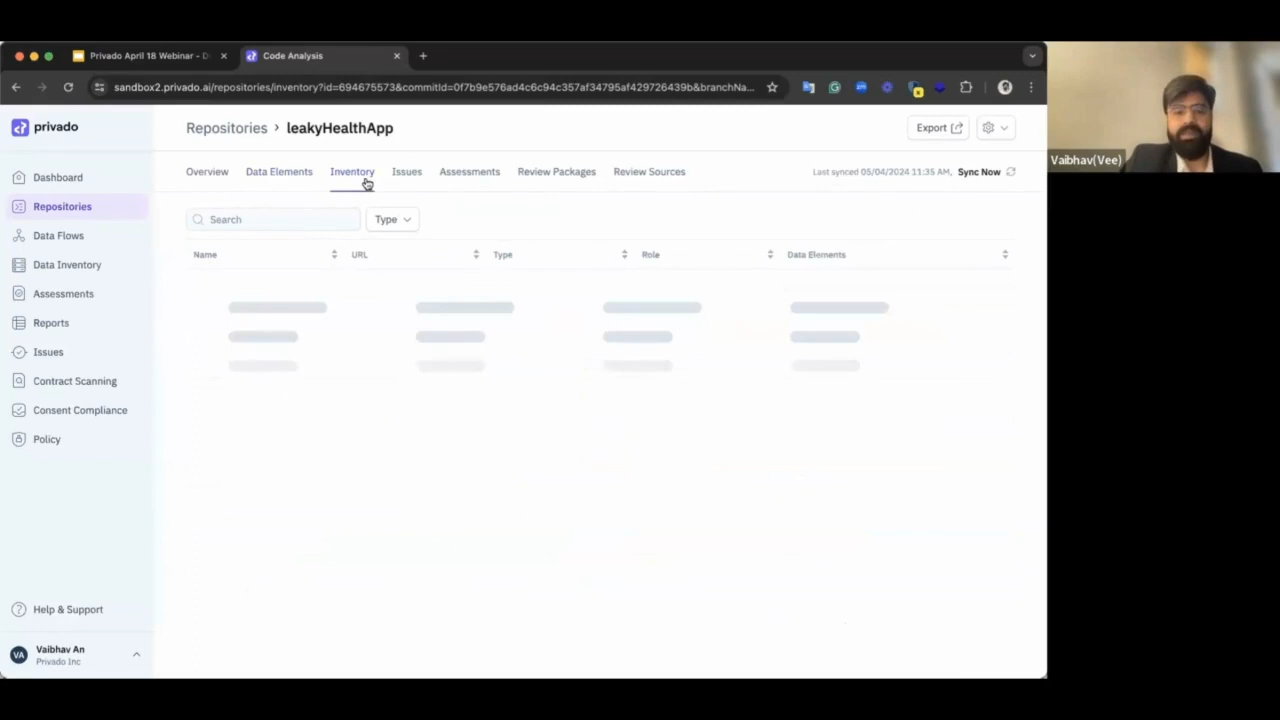 Privado April 18 Webinar - D
Code Analysis
sandbox2.privado.ai/repositories/inventory?id=694675573&commitId=0f7b9e576ad4c6c94c357af34795af429726439b&branchNa...
privado
Repositories > leakyHealthApp
Export
Vaibhav(Vee)
Overview
Data Elements
Inventory
Issues
Assessments
Review Packages
Review Sources
Last synced 05/04/2024 11:35 AM,
Sync Now
Dashboard
Repositories
Data Flows
Data Inventory
Assessments
Reports
Issues
Contract Scanning
Consent Compliance
Policy
Search
Type
Name
URL
Type
Role
Data Elements
Help & Support
VA
Vaibhav An
Privado Inc